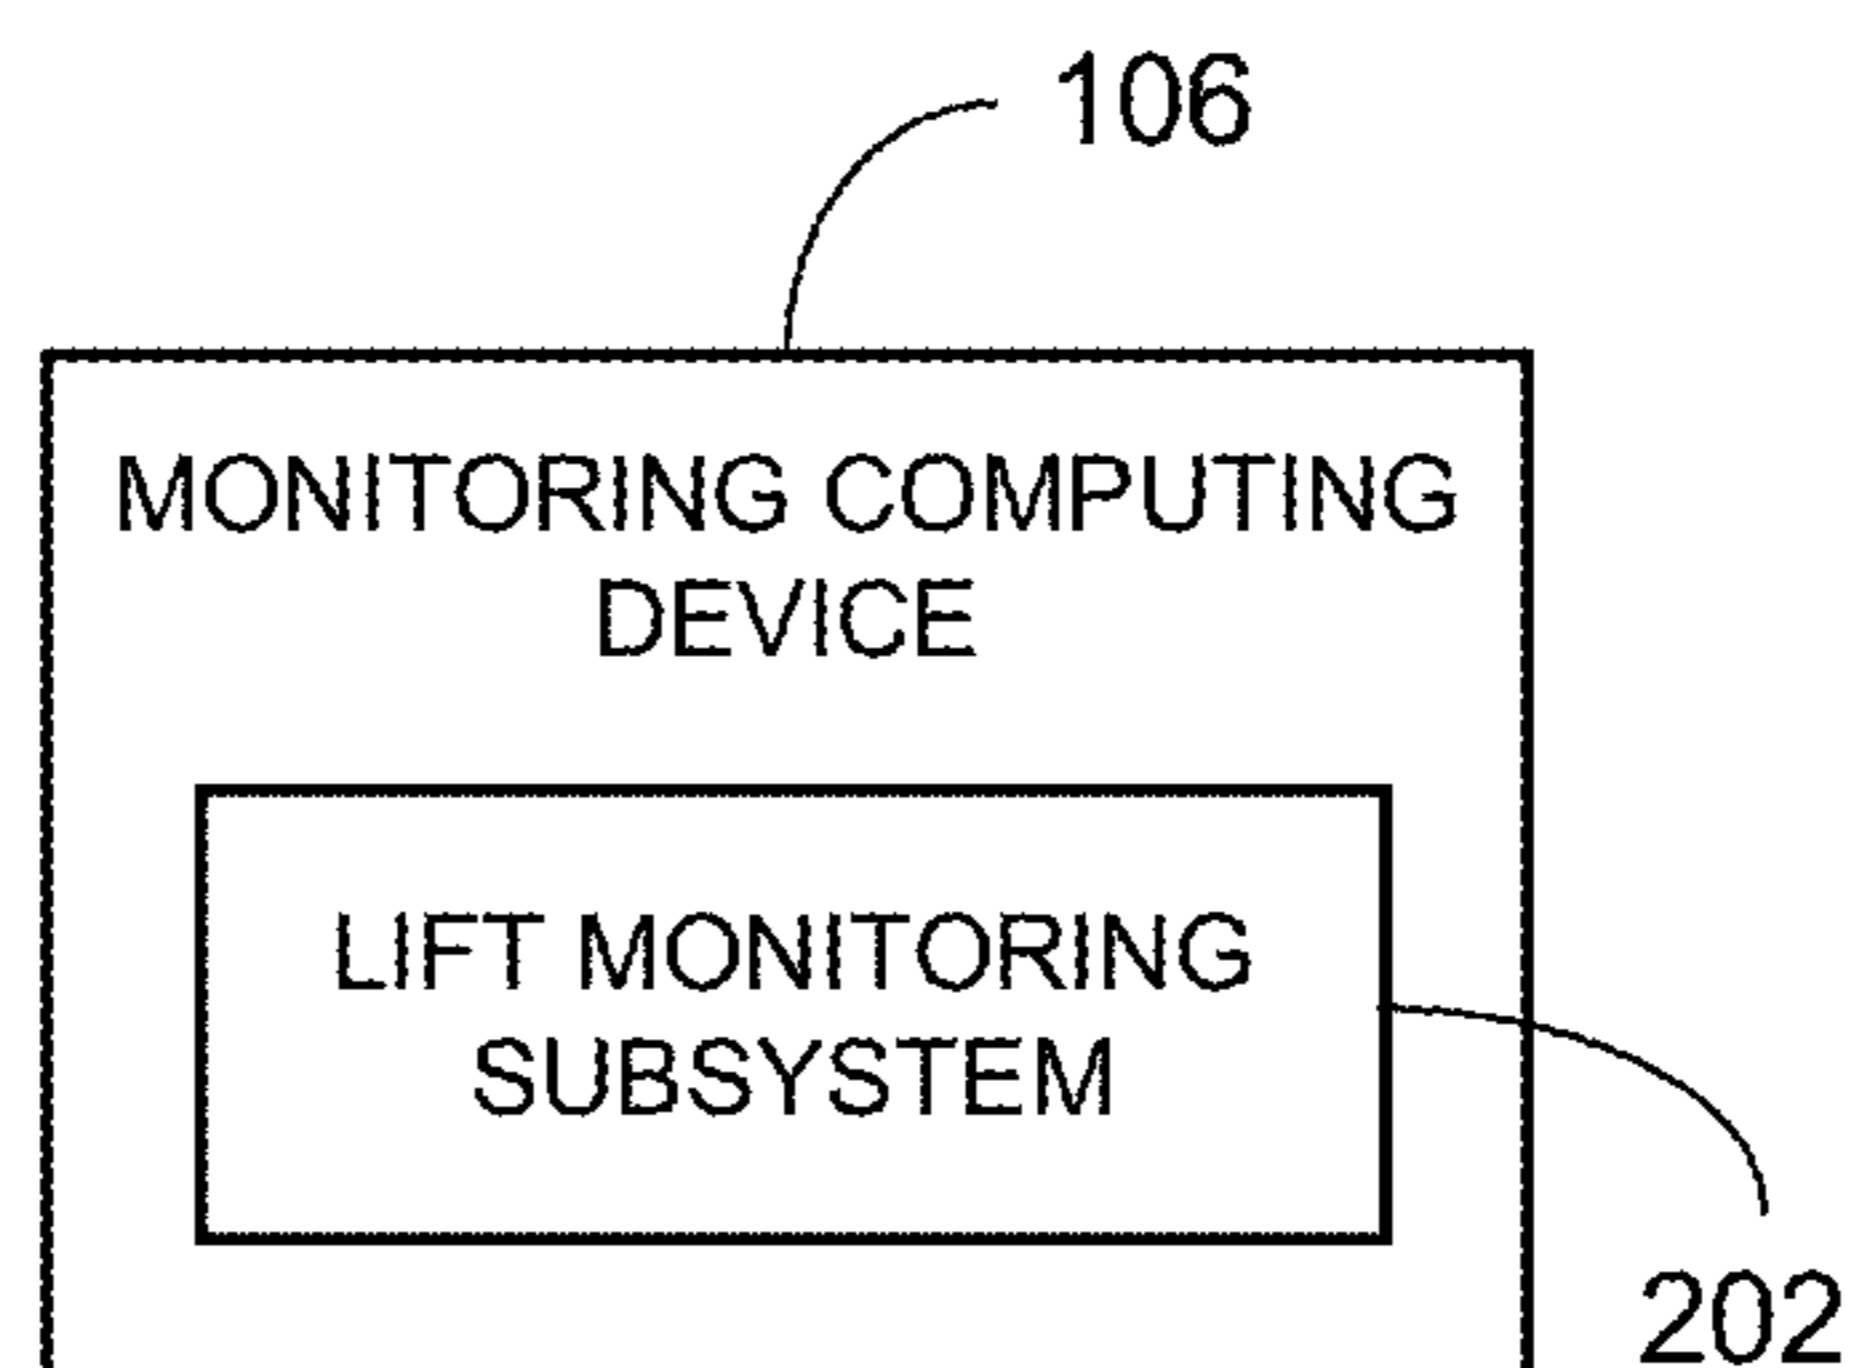 106
MONITORING COMPUTING
DEVICE
LIFT MONITORING
SUBSYSTEM
202